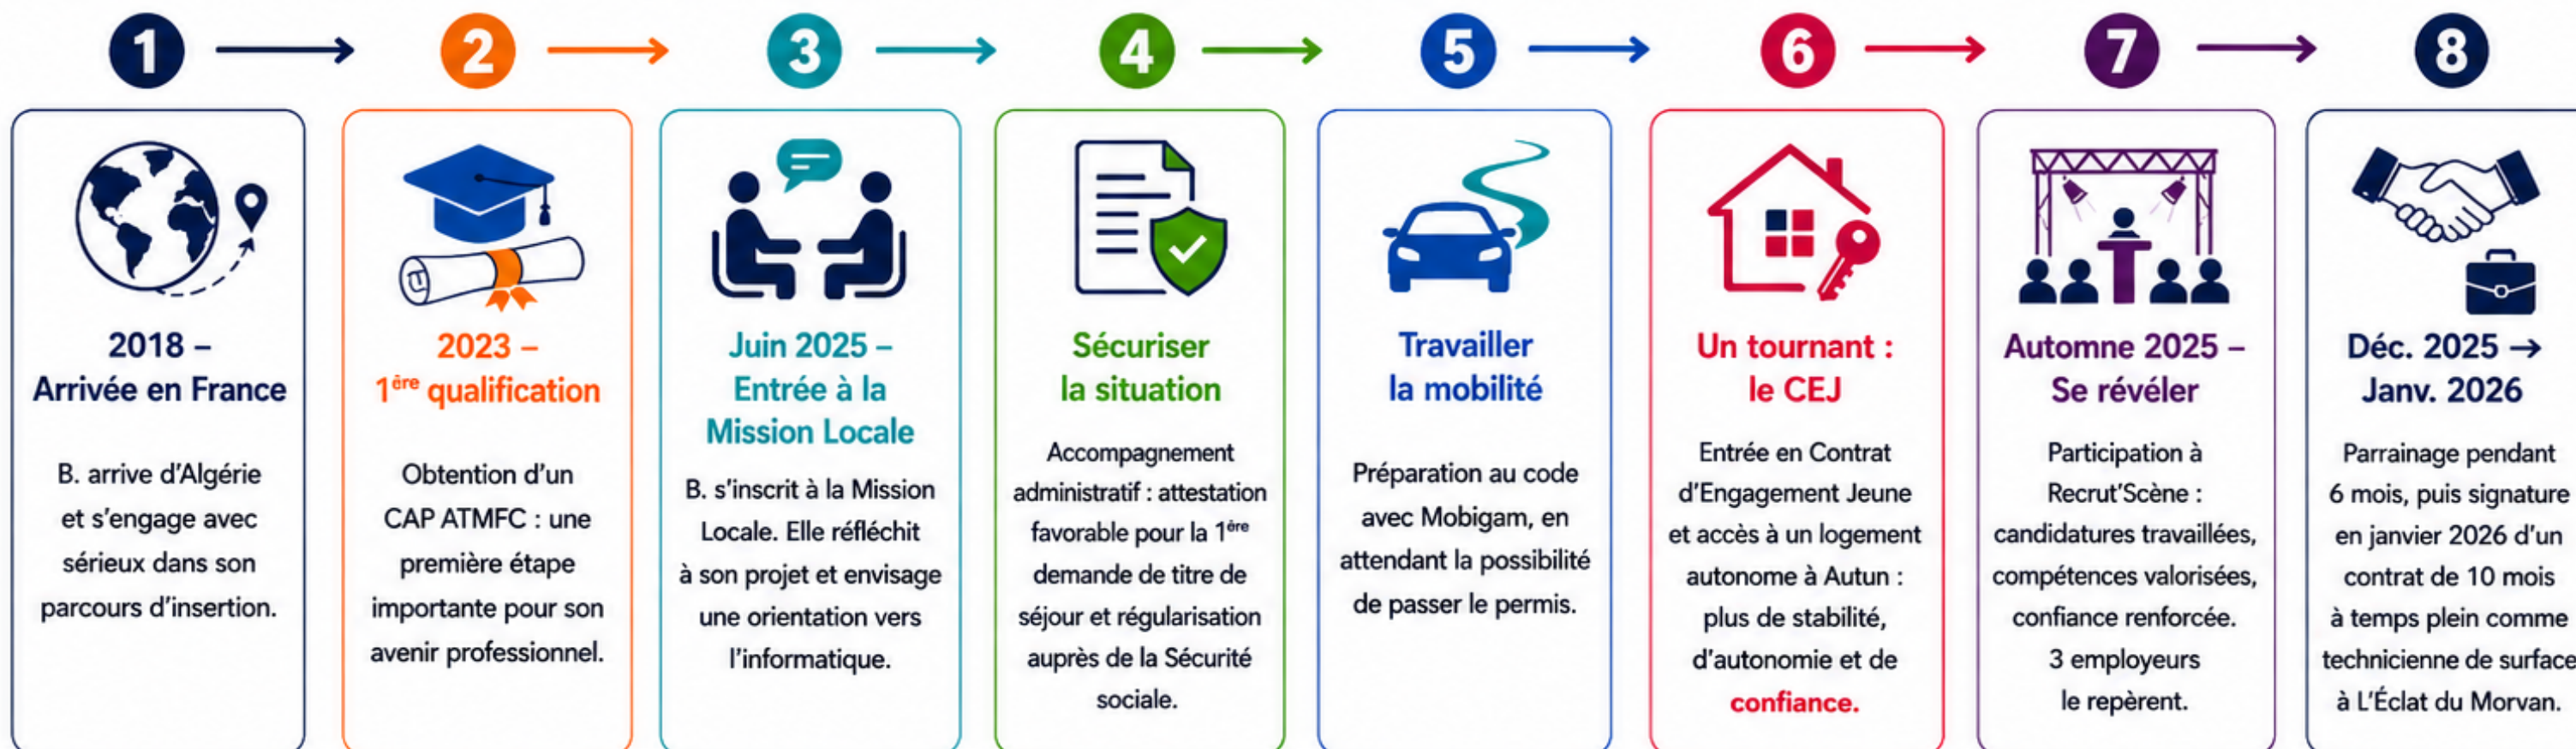 1
2018 –
Arrivée en France
B. arrive d'Algérie
et s'engage avec
sérieux dans son
parcours d'insertion.
2
2023 –
1ère qualification
Obtention d'un
CAP ATMFC : une
première étape
importante pour son
avenir professionnel.
3
Juin 2025 –
Entrée à la
Mission Locale
B. s'inscrit à la Mission
Locale. Elle réfléchit
à son projet et envisage
une orientation vers
l'informatique.
4
Sécuriser
la situation
Accompagnement
administratif : attestation
favorable pour la 1ère
demande de titre de
séjour et régularisation
auprès de la Sécurité
sociale.
5
Travailler
la mobilité
Préparation au code
avec Mobigam, en
attendant la possibilité
de passer le permis.
6
Un tournant :
le CEJ
Entrée en Contrat
d'Engagement Jeune
et accès à un logement
autonome à Autun :
plus de stabilité,
d'autonomie et de
confiance.
7
Automne 2025 –
Se révéler
Participation à
Recrut'Scène :
candidatures travaillées,
compétences valorisées,
confiance renforcée.
3 employeurs
le repèrent.
8
Déc. 2025 →
Janv. 2026
Parrainage pendant
6 mois, puis signature
en janvier 2026 d'un
contrat de 10 mois
à temps plein comme
technicienne de surface
à L'Éclat du Morvan.